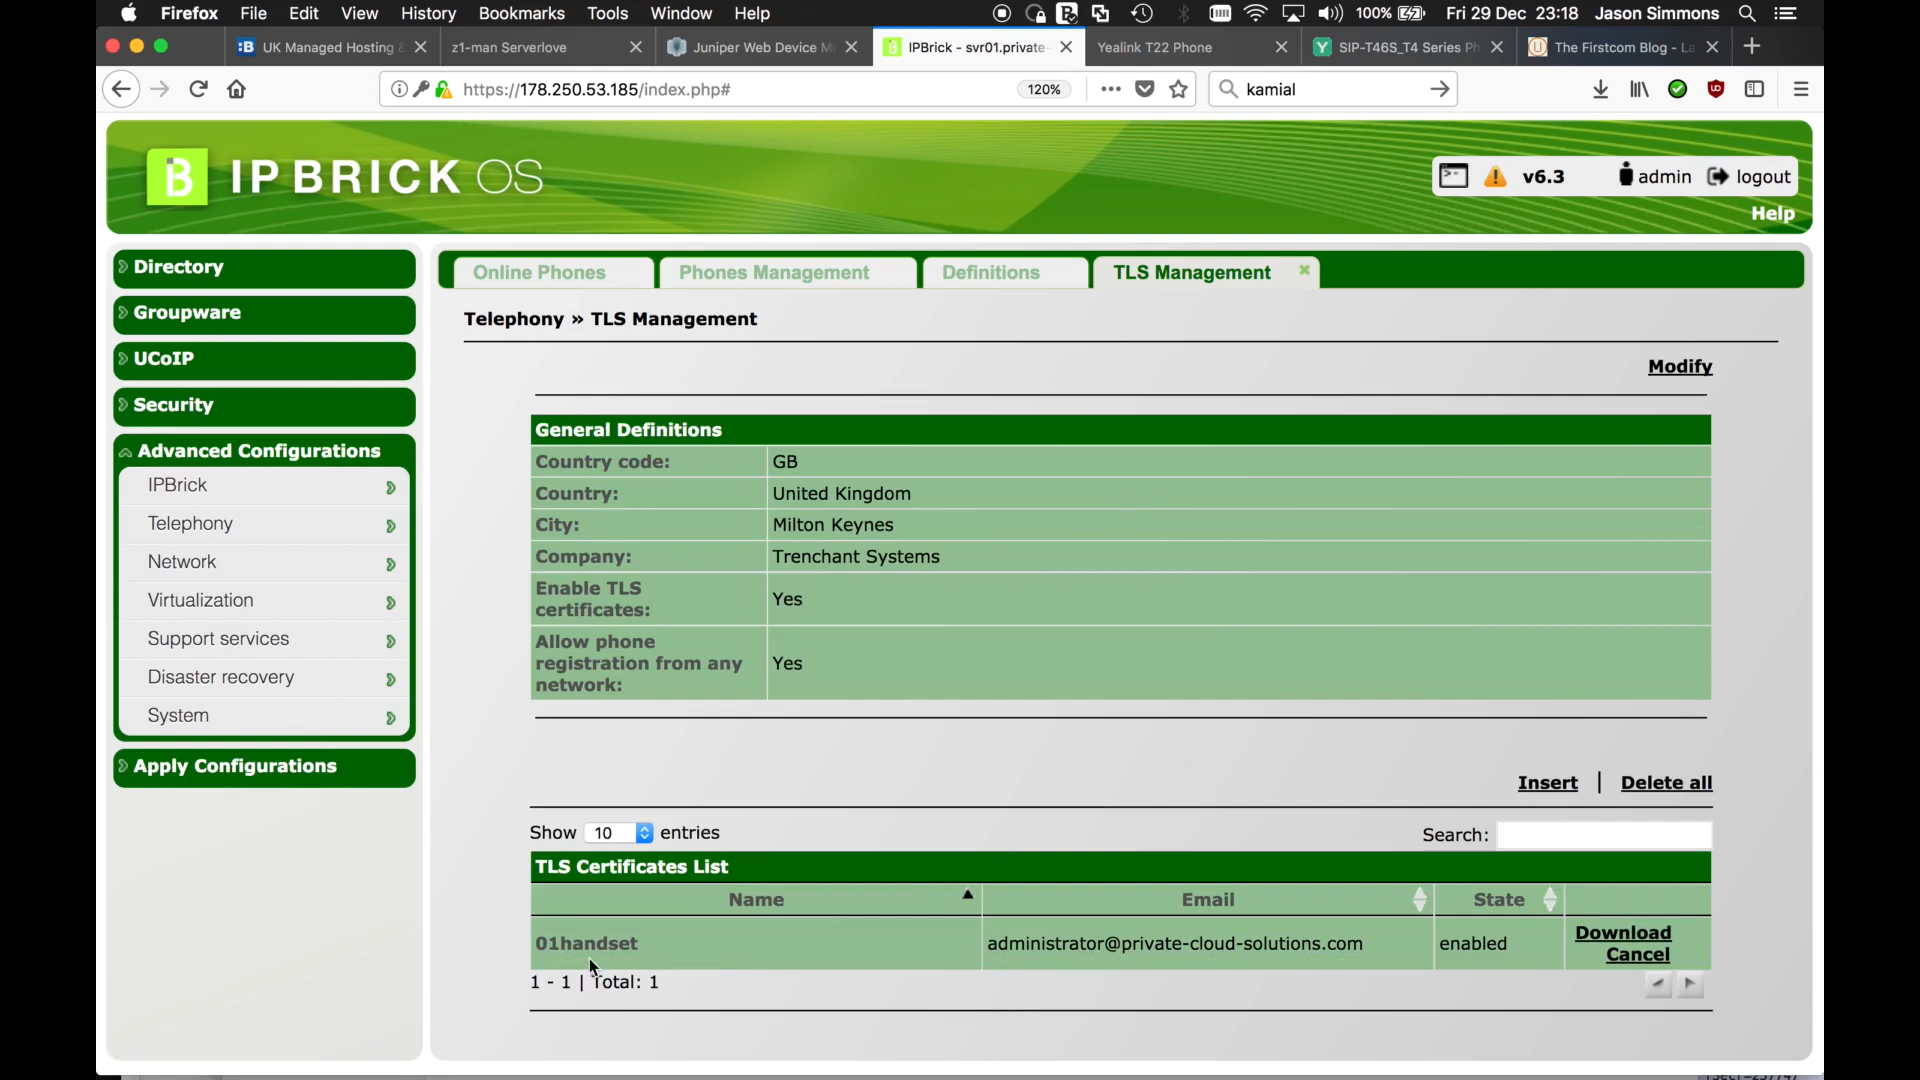 Firefox File Edit View History Bookmarks Tools Window Help 100% Fri 29 Dec 23:18 Jason Simmons
:B UK Managed Hosting &
z1-man Serverlove
Juniper Web Device M
IPBrick - svr01.private-
Yealink T22 Phone
SIP-T46S_T4 Series Ph
The Firstcom Blog - La
https://178.250.53.185/index.php#
120%
kamial
IPBRICK OS
v6.3 admin logout
Help
Directory
Groupware
UCoIP
Security
Advanced Configurations
IPBrick
Telephony
Network
Virtualization
Support services
Disaster recovery
System
Apply Configurations
Online Phones Phones Management Definitions TLS Management
Telephony » TLS Management
Modify
General Definitions
Country code: GB
Country: United Kingdom
City: Milton Keynes
Company: Trenchant Systems
Enable TLS
certificates:
Yes
Allow phone
registration from any
network:
Yes
Insert | Delete all
Show 10 entries
Search:
TLS Certificates List
Name Email State
01handset administrator@private-cloud-solutions.com enabled
Download
Cancel
1 - 1 | Total: 1